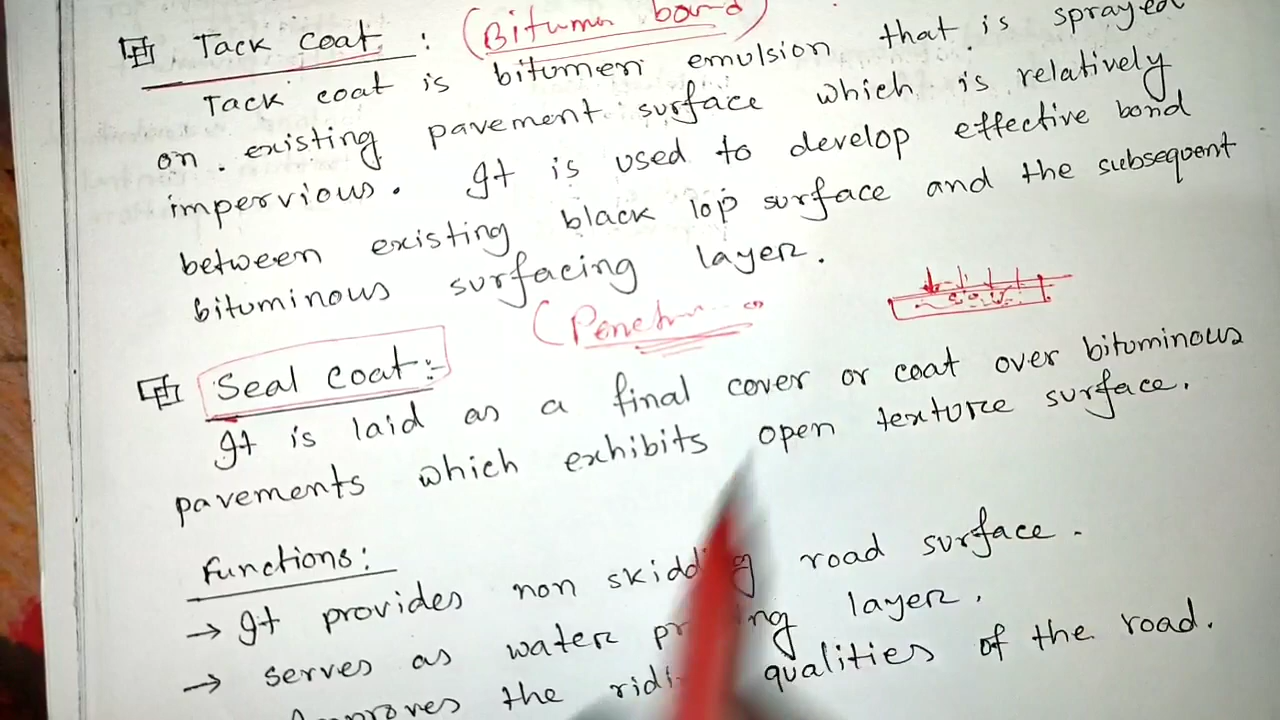 Tack coat : (Bitumen bond)
Tack coat is bitumen emulsion that is sprayed
on existing pavement surface which is relatively
impervious. It is used to develop effective bond
between existing black top surface and the subsequent
bituminous surfacing layer.
Seal coat:-
It is laid as a final cover or coat over bituminous
pavements which exhibits open texture surface.
Functions:
→ It provides non skidding road surface.
→ serves as water layer.
the qualities of the road.